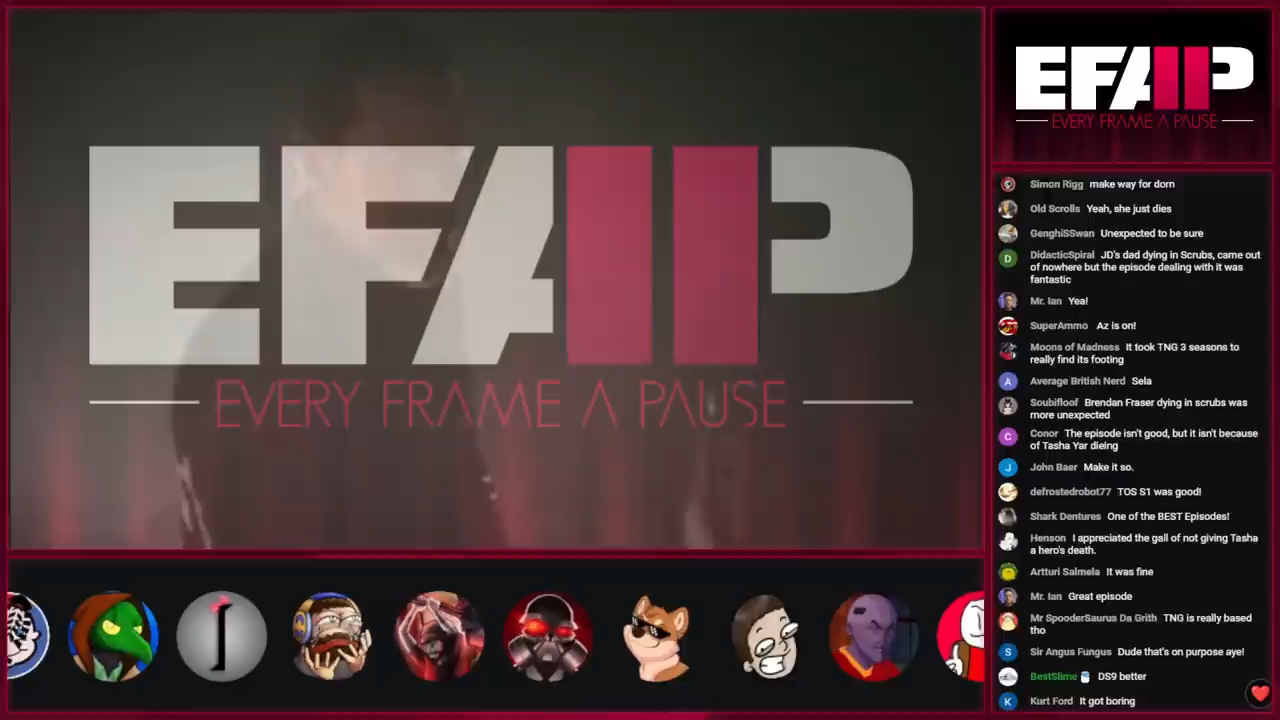 EFAP
EVERY FRAME A PAUSE
EFAP
EVERY FRAME A PAUSE
Simon Rigg make way for dorn
Old Scrolls Yeah, she just dies
GenghiSSwan Unexpected to be sure
D
DidacticSpiral JD's dad dying in Scrubs, came out
of nowhere but the episode dealing with it was
fantastic
Mr. Ian Yea!
SuperAmmo Az is on!
Moons of Madness It took TNG 3 seasons to
really find its footing
A
Average British Nerd Sela
Soubifloof Brendan Fraser dying in scrubs was
more unexpected
C
Conor The episode isn't good, but it isn't because
of Tasha Yar dieing
J
John Baer Make it so.
defrostedrobot77 TOS S1 was good!
Shark Dentures One of the BEST Episodes!
Henson I appreciated the gall of not giving Tasha
a hero's death.
Artturi Salmela It was fine
Mr. Ian Great episode
Mr SpooderSaurus Da Grith TNG is really based
tho
S
Sir Angus Fungus Dude that's on purpose aye!
BestSlime DS9 better
K
Kurt Ford It got boring